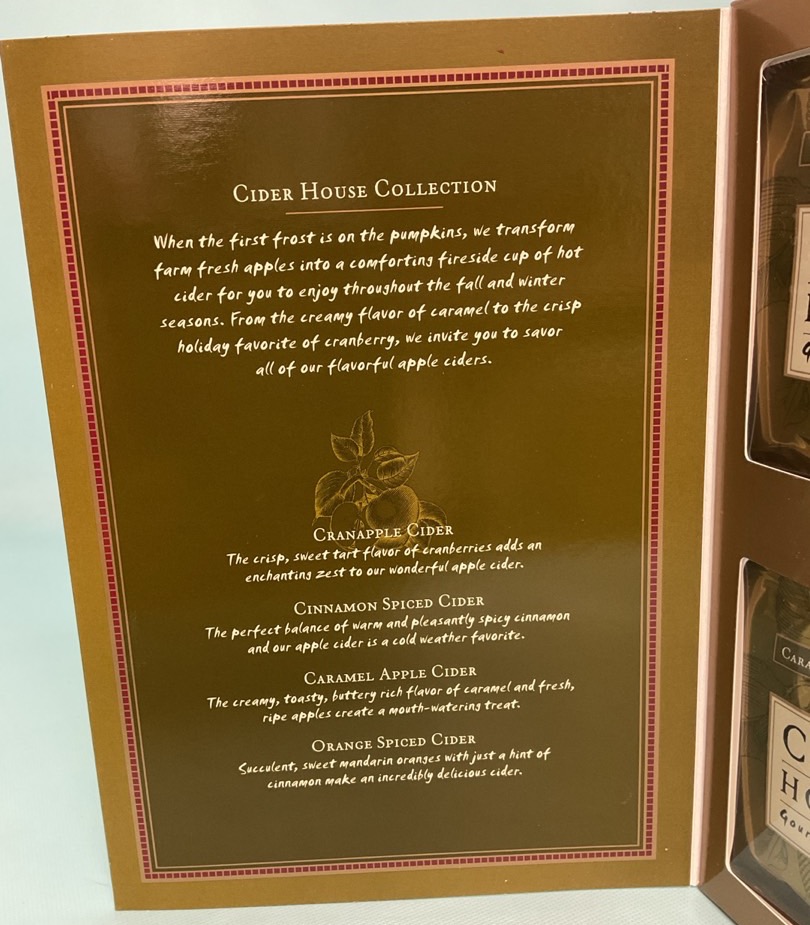 CIDER HOUSE COLLECTION
When the first frost is on the pumpkins, we transform
farm fresh apples into a comforting fireside cup of hot
cider for you to enjoy throughout the fall and winter
seasons. From the creamy flavor of caramel to the crisp
holiday favorite of cranberry, we invite you to savor
all of our flavorful apple ciders.
CRANAPPLE CIDER
The crisp, sweet tart flavor of cranberries adds an
enchanting zest to our wonderful apple cider.
CINNAMON SPICED CIDER
The perfect balance of warm and pleasantly spicy cinnamon
and our apple cider is a cold weather favorite.
CARAMEL APPLE CIDER
The creamy, toasty, buttery rich flavor of caramel and fresh,
ripe apples create a mouth-watering treat.
ORANGE SPICED CIDER
Succulent, sweet mandarin oranges with just a hint of
cinnamon make an incredibly delicious cider.